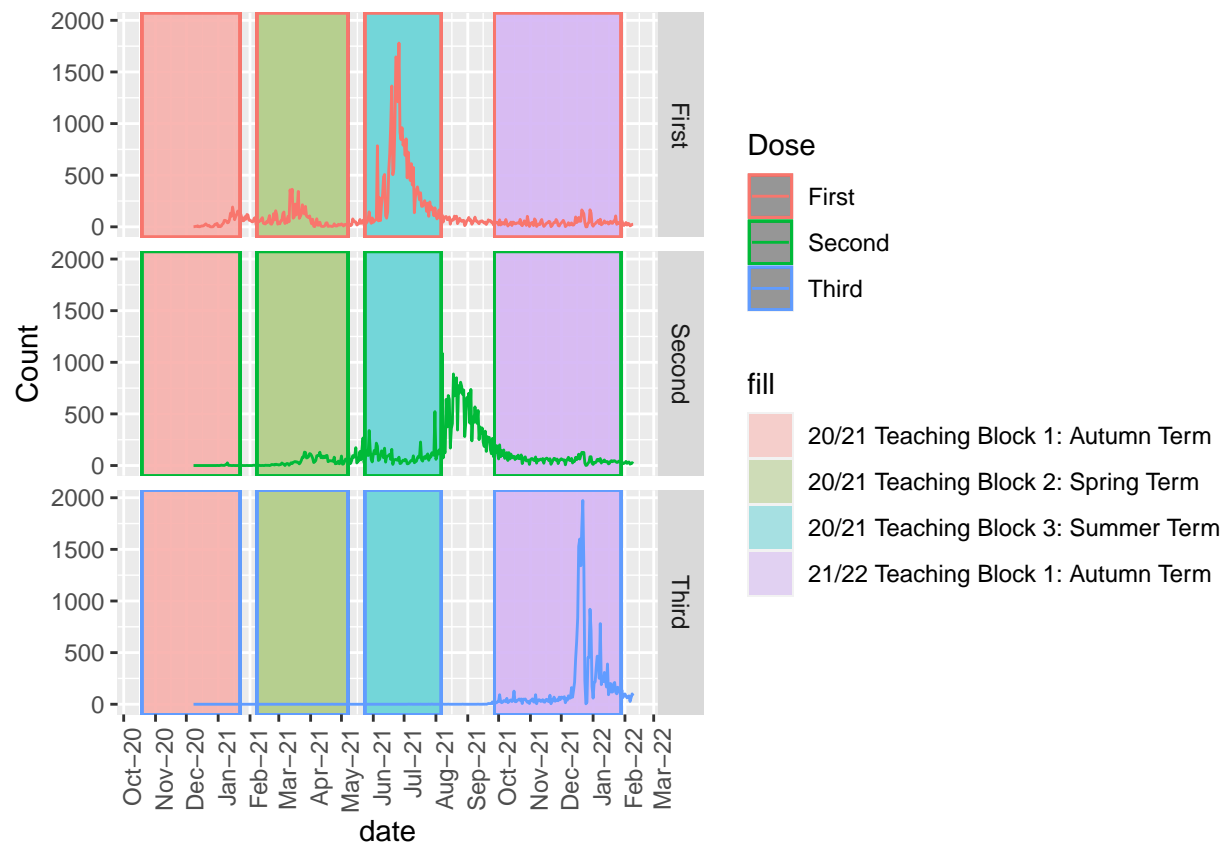 2000
1500
1000
500
0
First
2000
1500
1000
500
0
Second
2000
1500
1000
500
0
Third
Count
Oct−20
Nov−20
Dec−20
Jan−21
Feb−21
Mar−21
Apr−21
May−21
Jun−21
Jul−21
Aug−21
Sep−21
Oct−21
Nov−21
Dec−21
Jan−22
Feb−22
Mar−22
date
Dose
First
Second
Third
fill
20/21 Teaching Block 1: Autumn Term
20/21 Teaching Block 2: Spring Term
20/21 Teaching Block 3: Summer Term
21/22 Teaching Block 1: Autumn Term